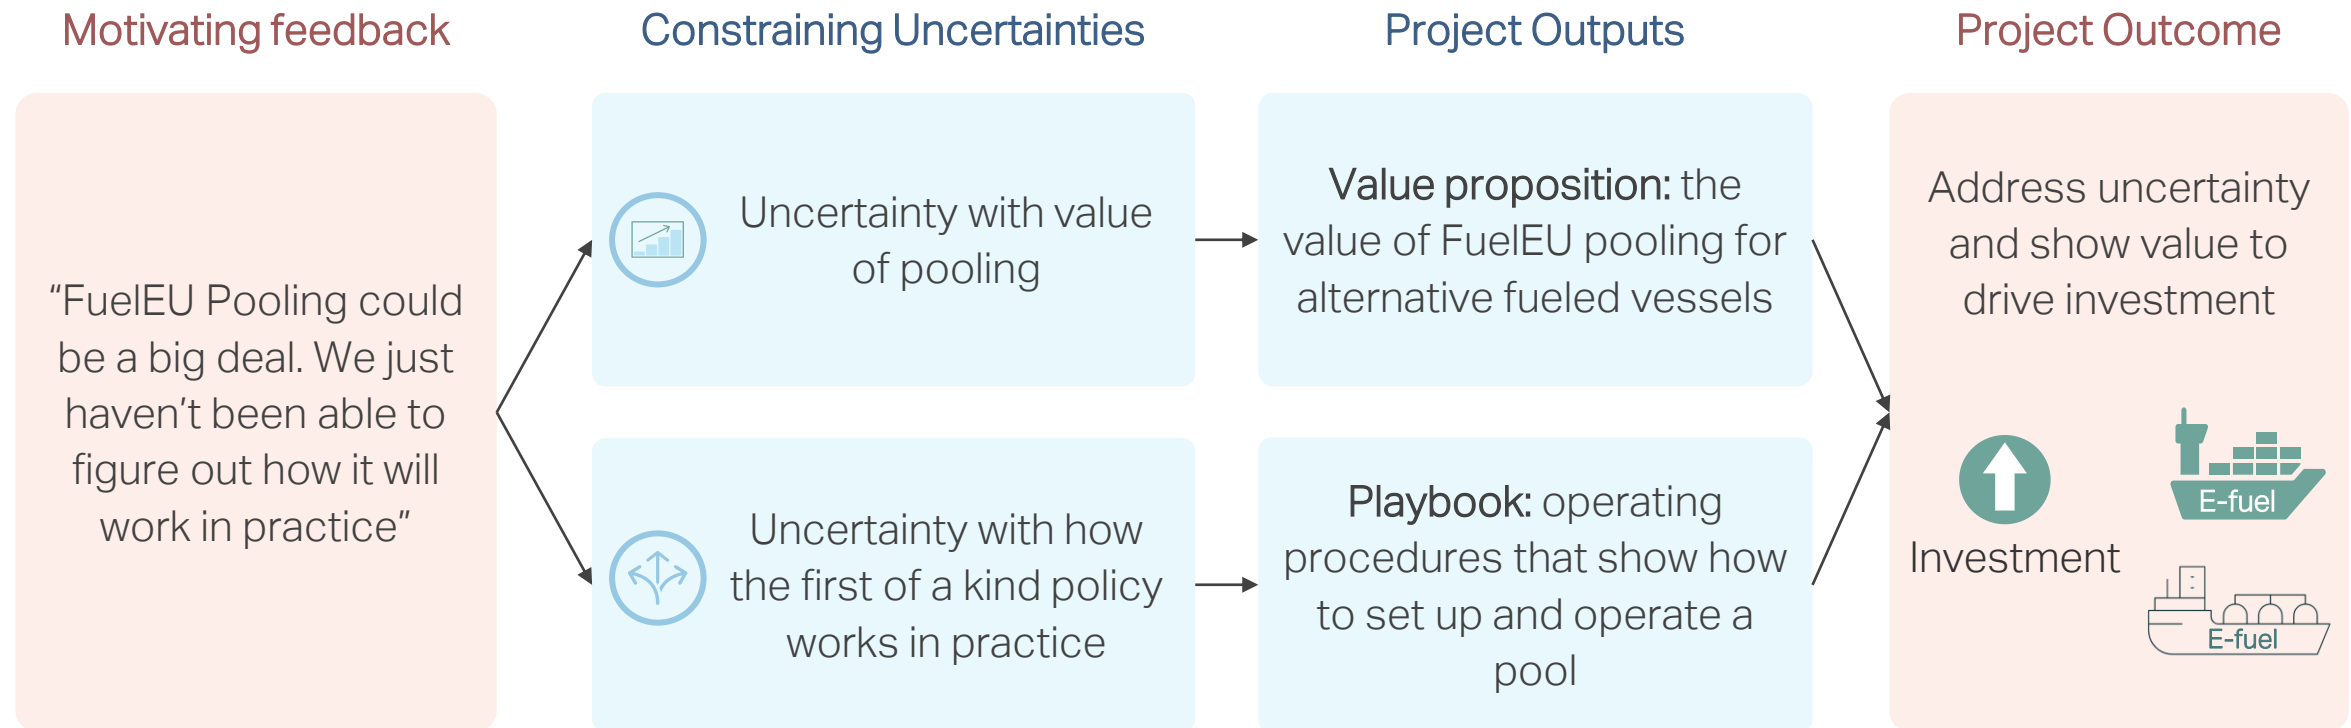 Motivating feedback
Constraining Uncertainties
Project Outputs
Project Outcome
“FuelEU Pooling could
be a big deal. We just
haven’t been able to
figure out how it will
work in practice”
Uncertainty with value
of pooling
Uncertainty with how
the first of a kind policy
works in practice
Value proposition: the
value of FuelEU pooling for
alternative fueled vessels
Playbook: operating
procedures that show how
to set up and operate a
pool
Address uncertainty
and show value to
drive investment
Investment
E-fuel
E-fuel